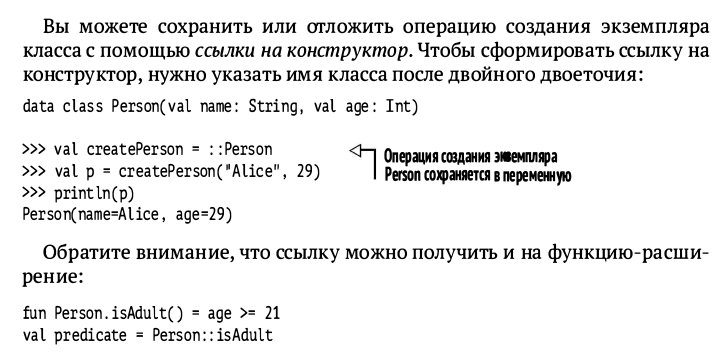 Вы можете сохранить или отложить операцию создания экземпляра
класса с помощью ссылки на конструктор. Чтобы сформировать ссылку на
конструктор, нужно указать имя класса после двойного двоеточия:
data class Person(val name: String, val age: Int)
>>> val createPerson = ::Person
>>> val p = createPerson("Alice", 29)
>>> println(p)
Person(name=Alice, age=29)
Операция создания экземпляра
Person сохраняется в переменную
Обратите внимание, что ссылку можно получить и на функцию-расши-
рение:
fun Person.isAdult() = age >= 21
val predicate = Person::isAdult